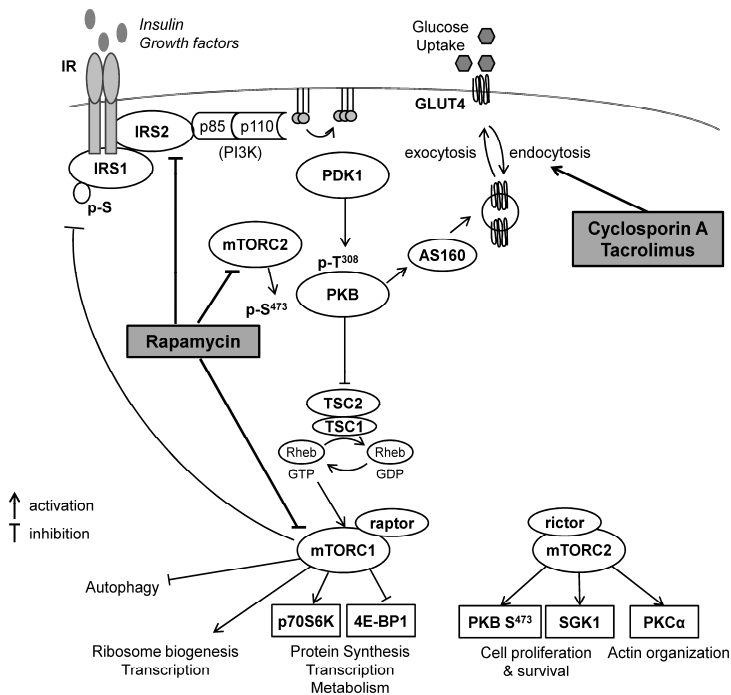 Insulin
Growth factors
IR
Glucose
Uptake
GLUT4
IRS2
p85
p110
(PI3K)
IRS1
p-S
exocytosis
endocytosis
PDK1
Cyclosporin A
Tacrolimus
mTORC2
AS160
p-T³⁰⁸
PKB
p-S⁴⁷³
Rapamycin
TSC2
TSC1
Rheb
GTP
Rheb
GDP
activation
inhibition
raptor
mTORC1
rictor
mTORC2
Autophagy
p70S6K
4E-BP1
PKB S⁴⁷³
SGK1
PKCα
Ribosome biogenesis
Transcription
Protein Synthesis
Transcription
Metabolism
Cell proliferation
& survival
Actin organization